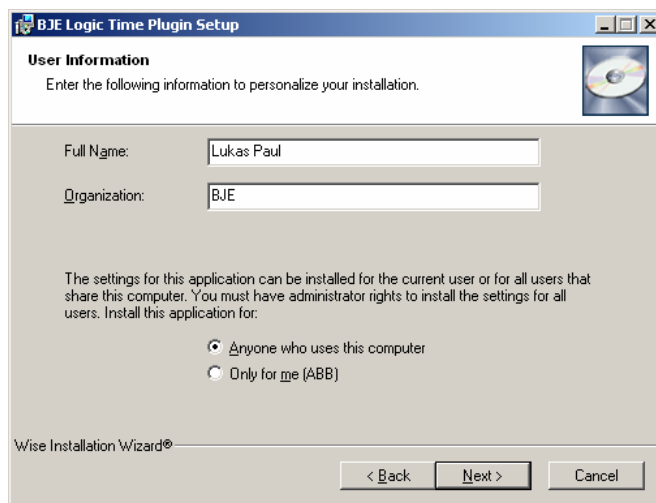 BJE Logic Time Plugin Setup
User Information
Enter the following information to personalize your installation.
Full Name:
Lukas Paul
Organization:
BJE
The settings for this application can be installed for the current user or for all users that
share this computer. You must have administrator rights to install the settings for all
users. Install this application for:
Anyone who uses this computer
Only for me (ABB)
Wise Installation Wizard®
< Back
Next >
Cancel